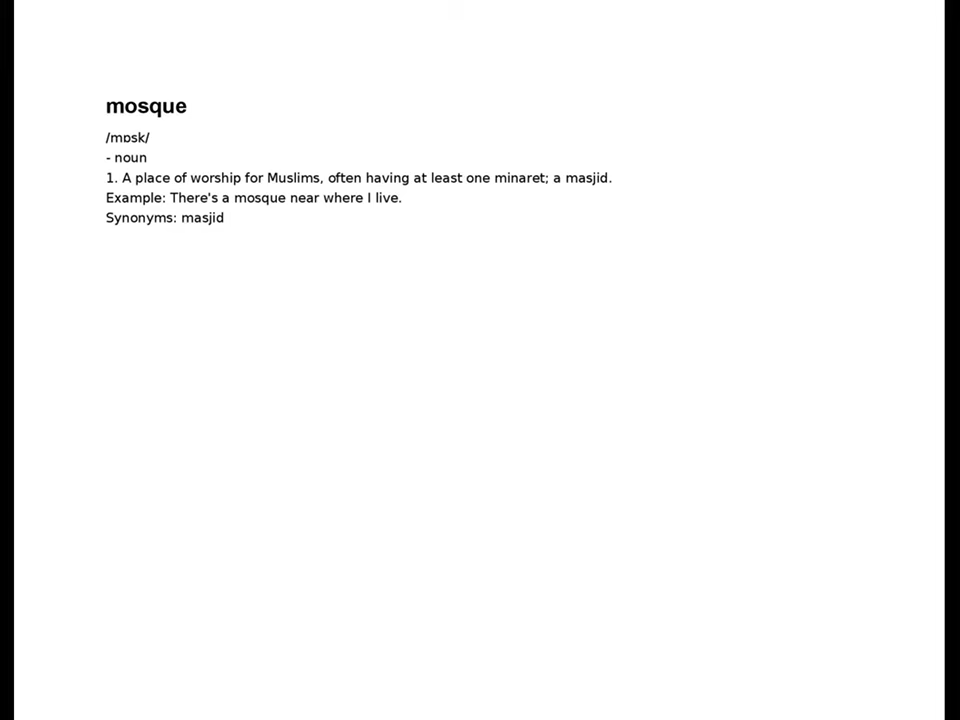 mosque
/mɒsk/
- noun
1. A place of worship for Muslims, often having at least one minaret; a masjid.
Example: There's a mosque near where I live.
Synonyms: masjid